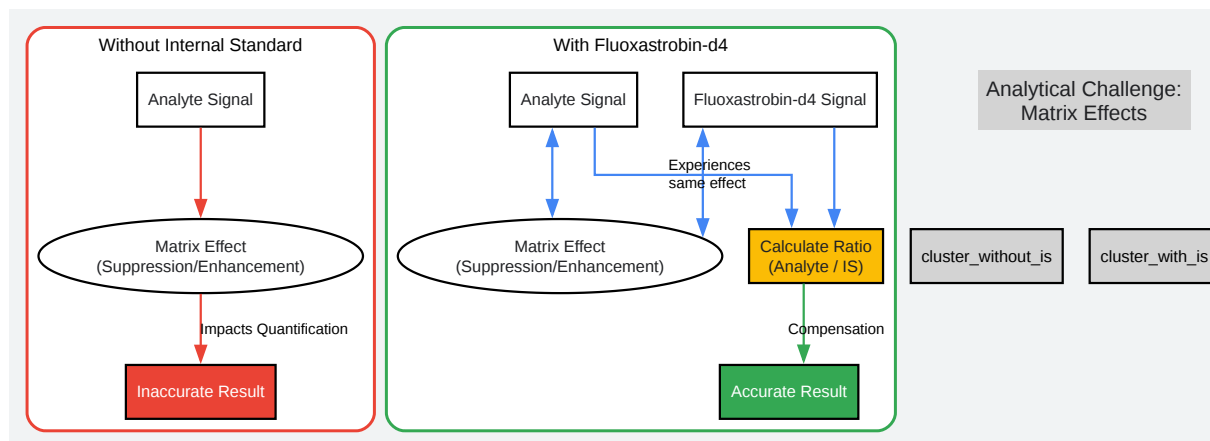 Without Internal Standard
Analyte Signal
Matrix Effect
(Suppression/Enhancement)
Impacts Quantification
Inaccurate Result
With Fluoxastrobin-d4
Analyte Signal
Fluoxastrobin-d4 Signal
Experiences
same effect
Matrix Effect
(Suppression/Enhancement)
Calculate Ratio
(Analyte / IS)
Compensation
Accurate Result
Analytical Challenge:
Matrix Effects
cluster_without_is
cluster_with_is